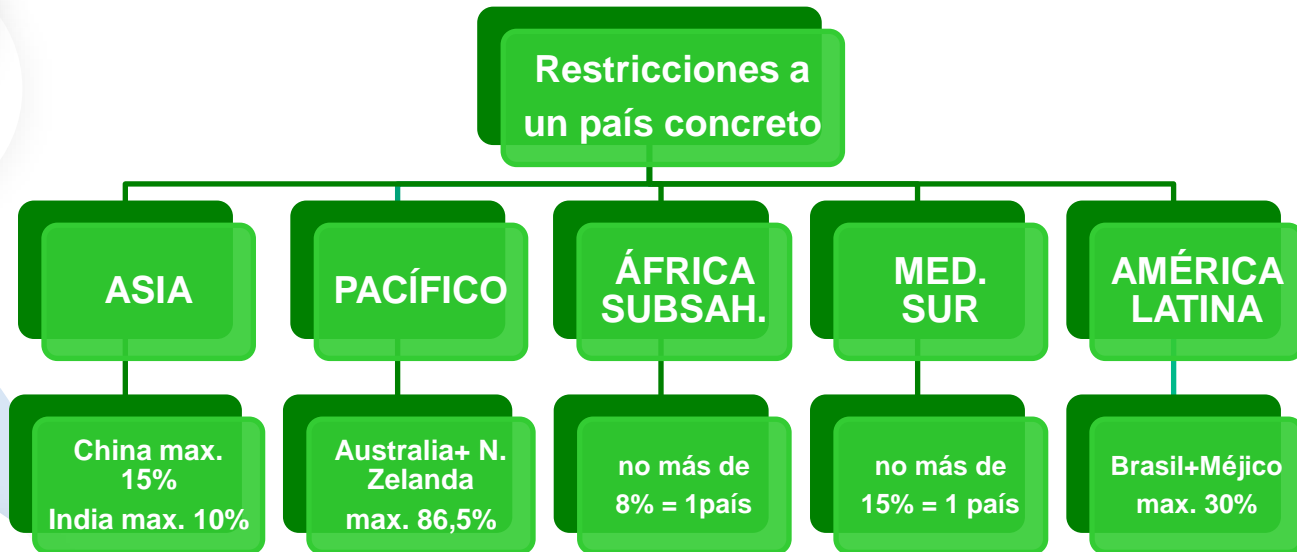 Restricciones a
un país concreto
ASIA
PACÍFICO
ÁFRICA
SUBSAH.
MED.
SUR
AMÉRICA
LATINA
China max.
15%
India max. 10%
Australia+ N.
Zelanda
max. 86,5%
no más de
8% = 1país
no más de
15% = 1 país
Brasil+Méjico
max. 30%